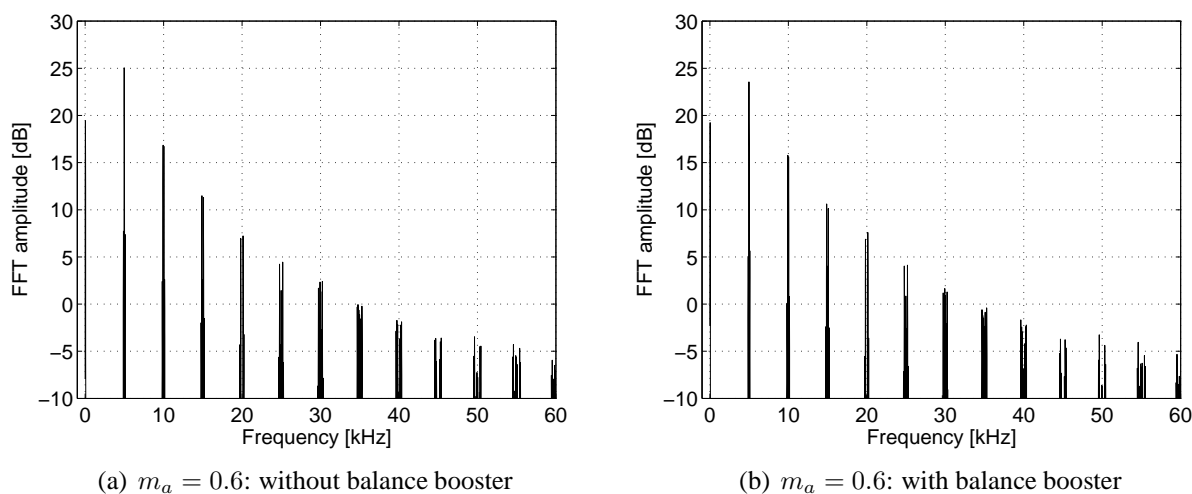 30
25
20
15
10
5
0
−5
−10
FFT amplitude [dB]
0 10 20 30 40 50 60
Frequency [kHz]
(a) mₐ = 0.6: without balance booster
30
25
20
15
10
5
0
−5
−10
FFT amplitude [dB]
0 10 20 30 40 50 60
Frequency [kHz]
(b) mₐ = 0.6: with balance booster